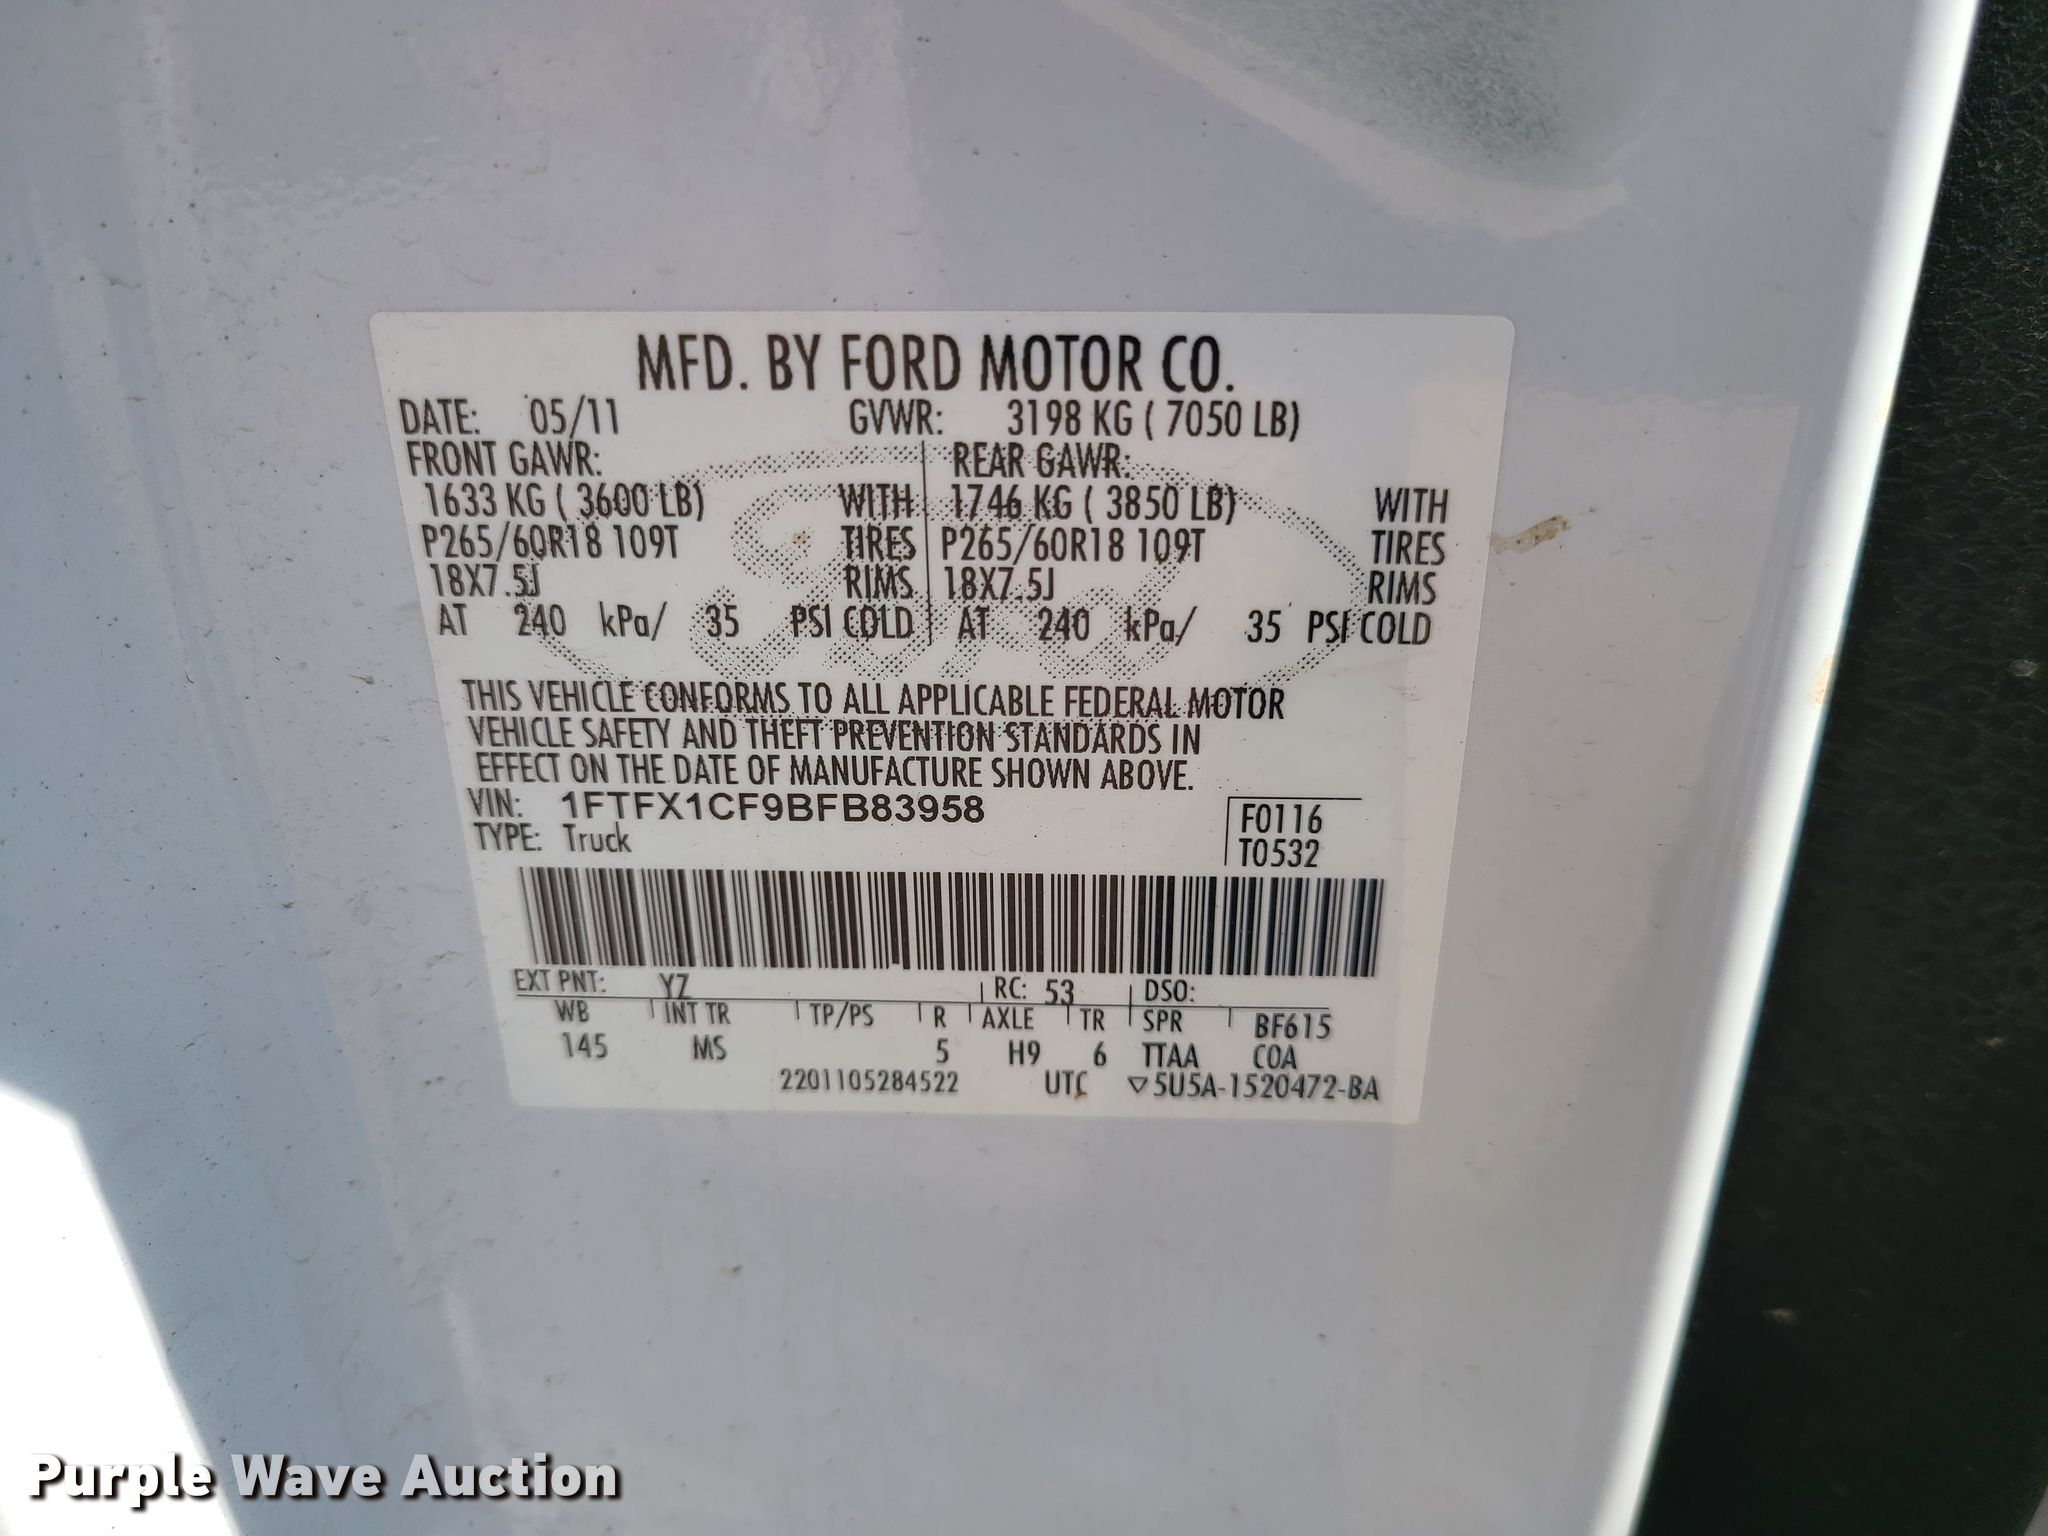 MFD. BY FORD MOTOR CO.
DATE: 05/11 GVWR: 3198 KG ( 7050 LB)
FRONT GAWR: REAR GAWR:
1633 KG ( 3600 LB) WITH 1746 KG ( 3850 LB) WITH
P265/60R18 109T TIRES P265/60R18 109T TIRES
18X7.5J RIMS 18X7.5J RIMS
AT 240 kPa/ 35 PSI COLD AT 240 kPa/ 35 PSI COLD
Ford
THIS VEHICLE CONFORMS TO ALL APPLICABLE FEDERAL MOTOR
VEHICLE SAFETY AND THEFT PREVENTION STANDARDS IN
EFFECT ON THE DATE OF MANUFACTURE SHOWN ABOVE.
VIN: 1FTFX1CF9BFB83958 F0116
TYPE: Truck T0532
EXT PNT: YZ RC: 53 DSO:
WB INT TR TP/PS R AXLE TR SPR BF615
145 MS 5 H9 6 TTAA COA
2201105284522 UTC ▽5U5A-1520472-BA
Purple Wave Auction